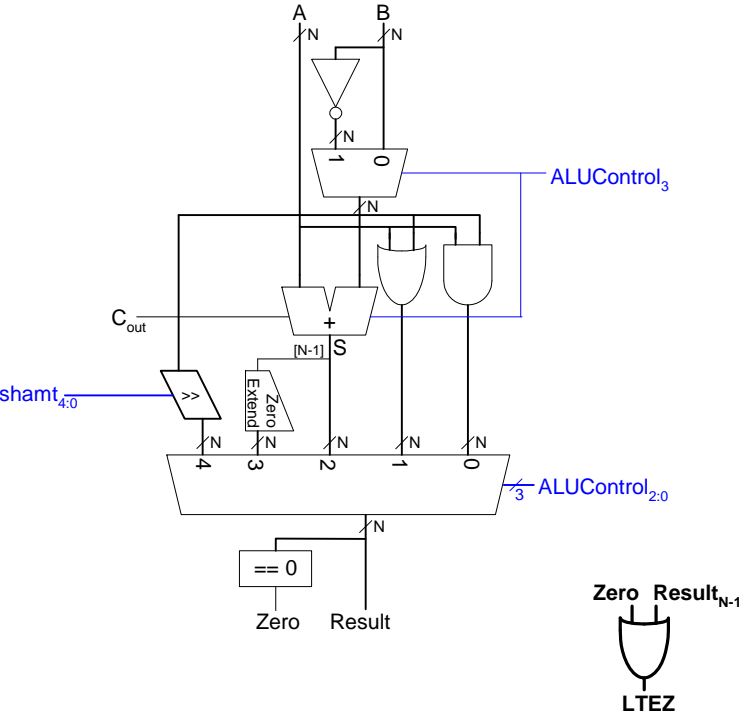 A B
N N
N
1 0
ALUControl3
N
Cout
+
[N-1] S
shamt4:0
>>
Zero
Extend
N N N N N
4 3 2 1 0
3 ALUControl2:0
N
== 0
Zero Result
Zero ResultN-1
LTEZ